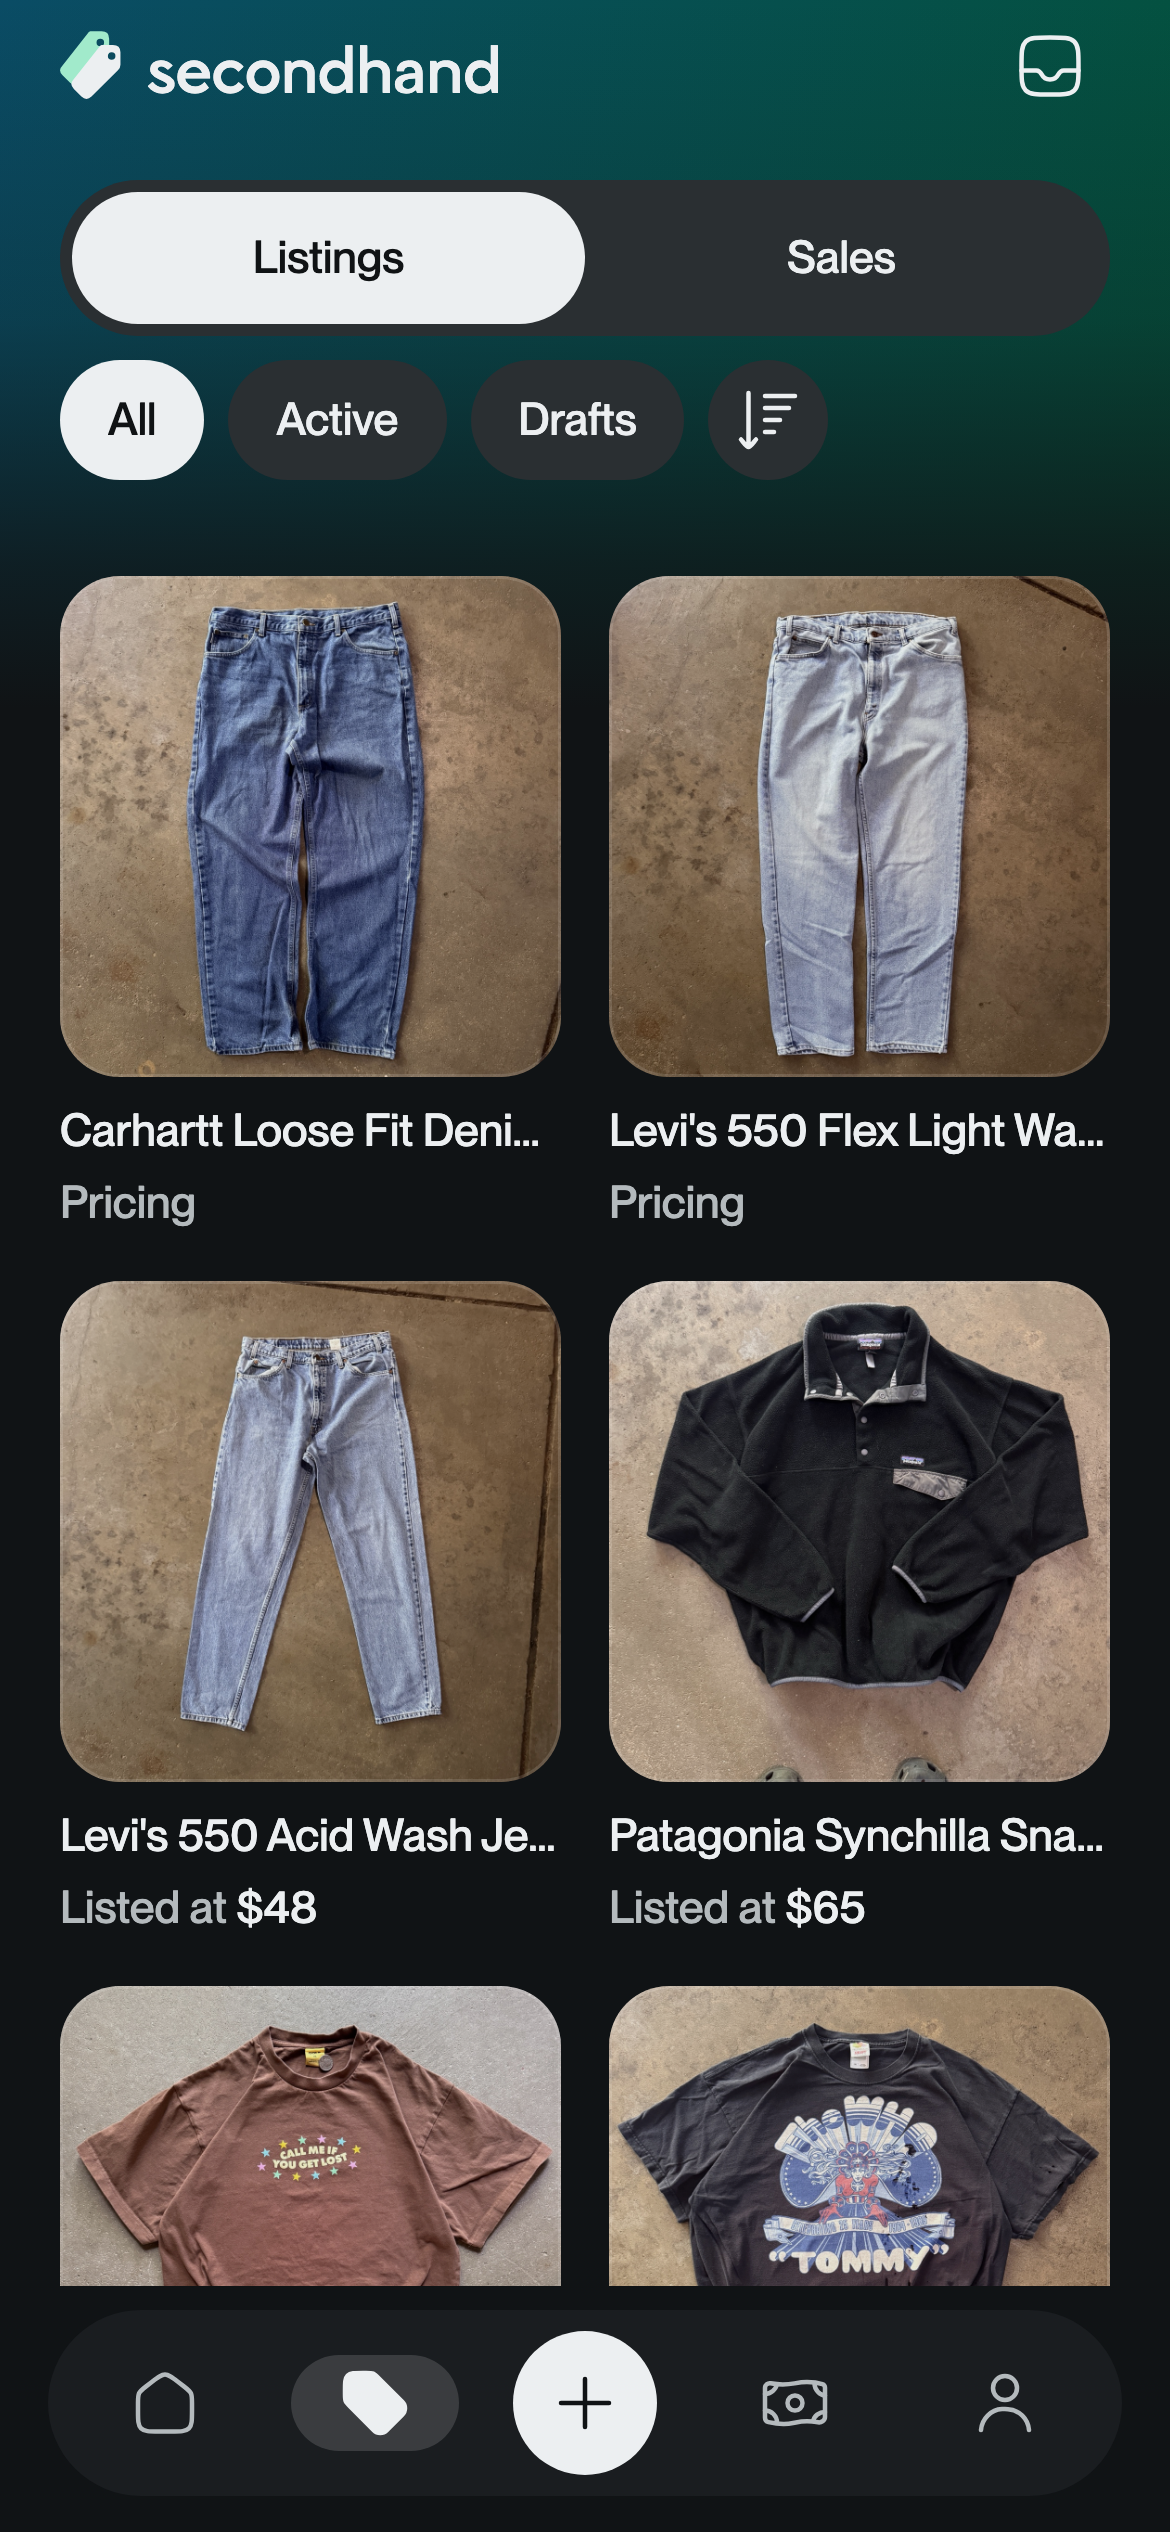 secondhand
Listings
Sales
All
Active
Drafts
Carhartt Loose Fit Deni...
Levi's 550 Flex Light Wa...
Pricing
Pricing
Levi's 550 Acid Wash Je...
Patagonia Synchilla Sna...
Listed at $48
Listed at $65
CALL ME IF
YOU GET LOST
"TOMMY"